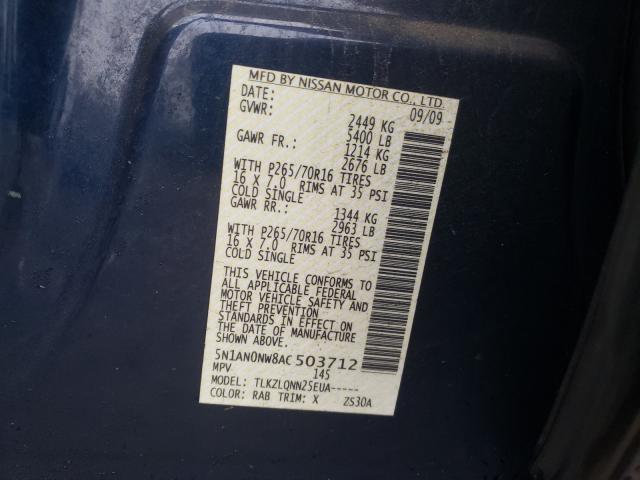 MFD BY NISSAN MOTOR CO., LTD.
DATE: 09/09
GVWR: 2449 KG
5400 LB
GAWR FR.: 1214 KG
2676 LB
WITH P265/70R16 TIRES
16 X 7.0 RIMS AT 35 PSI
COLD SINGLE
GAWR RR.: 1344 KG
2963 LB
WITH P265/70R16 TIRES
16 X 7.0 RIMS AT 35 PSI
COLD SINGLE
THIS VEHICLE CONFORMS TO
ALL APPLICABLE FEDERAL
MOTOR VEHICLE SAFETY AND
THEFT PREVENTION
STANDARDS IN EFFECT ON
THE DATE OF MANUFACTURE
SHOWN ABOVE.
5N1AN0NW8AC503712
MPV 145
MODEL: TLKZLQNN25EUA-----
COLOR: RAB TRIM: X ZS30A